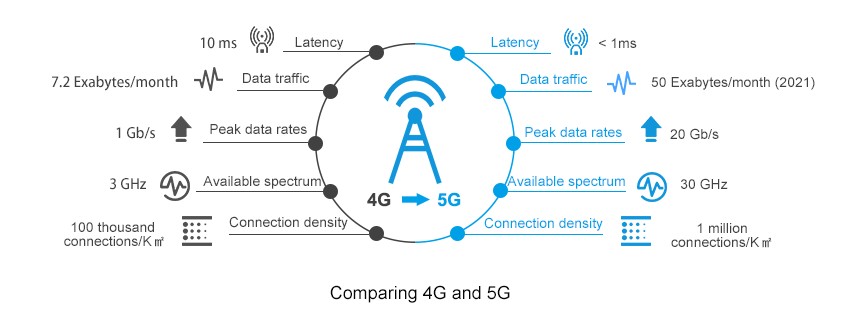 10 ms Latency
7.2 Exabytes/month Data traffic
1 Gb/s Peak data rates
3 GHz Available spectrum
100 thousand
connections/K㎡ Connection density
4G 5G
Latency < 1ms
Data traffic 50 Exabytes/month (2021)
Peak data rates 20 Gb/s
Available spectrum 30 GHz
Connection density 1 million
connections/K㎡
Comparing 4G and 5G